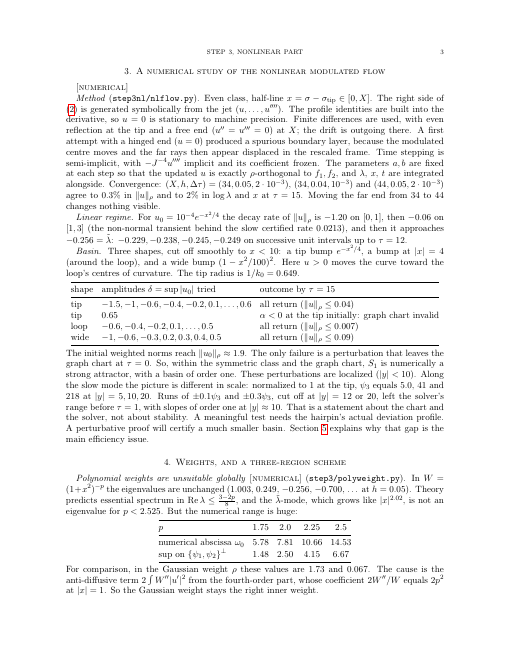 STEP 3, NONLINEAR PART 3
3. A NUMERICAL STUDY OF THE NONLINEAR MODULATED FLOW
[NUMERICAL]
Method (step3nl/nlflow.py). Even class, half-line x = σ − σtip ∈ [0, X]. The right side of
(2) is generated symbolically from the jet (u, . . . , u′′′′). The profile identities are built into the
derivative, so u = 0 is stationary to machine precision. Finite differences are used, with even
reflection at the tip and a free end (u′′ = u′′′ = 0) at X; the drift is outgoing there. A first
attempt with a hinged end (u = 0) produced a spurious boundary layer, because the modulated
centre moves and the far rays then appear displaced in the rescaled frame. Time stepping is
semi-implicit, with −J⁻⁴u′′′′ implicit and its coefficient frozen. The parameters a, b are fixed
at each step so that the updated u is exactly ρ-orthogonal to f₁, f₂, and λ, x, t are integrated
alongside. Convergence: (X, h, Δτ) = (34, 0.05, 2 · 10⁻³), (34, 0.04, 10⁻³) and (44, 0.05, 2 · 10⁻³)
agree to 0.3% in ‖u‖ρ and to 2% in log λ and x at τ = 15. Moving the far end from 34 to 44
changes nothing visible.
Linear regime. For u₀ = 10⁻⁴e^{−x²/4} the decay rate of ‖u‖ is −1.20 on [0, 1], then −0.06 on
[1, 3] (the non-normal transient behind the slow certified rate 0.0213), and then it approaches
−0.256 = λ̄: −0.229, −0.238, −0.245, −0.249 on successive unit intervals up to τ = 12.
Basin. Three shapes, cut off smoothly to x < 10: a tip bump e^{−x²/4}, a bump at |x| = 4
(around the loop), and a wide bump (1 − x²/100)². Here u > 0 moves the curve toward the
loop's centres of curvature. The tip radius is 1/k₀ = 0.649.
shape amplitudes δ = sup |u₀| tried outcome by τ = 15
tip −1.5, −1, −0.6, −0.4, −0.2, 0.1, . . . , 0.6 all return (‖u‖ρ ≤ 0.04)
tip 0.65 α < 0 at the tip initially: graph chart invalid
loop −0.6, −0.4, −0.2, 0.1, . . . , 0.5 all return (‖u‖ρ ≤ 0.007)
wide −1, −0.6, −0.3, 0.2, 0.3, 0.4, 0.5 all return (‖u‖ρ ≤ 0.09)
The initial weighted norms reach ‖u₀‖ρ ≈ 1.9. The only failure is a perturbation that leaves the
graph chart at τ = 0. So, within the symmetric class and the graph chart, S₁ is numerically a
strong attractor, with a basin of order one. These perturbations are localized (|y| < 10). Along
the slow mode the picture is different in scale: normalized to 1 at the tip, ψ₃ equals 5.0, 41 and
218 at |y| = 5, 10, 20. Runs of ±0.1ψ₃ and ±0.3ψ₃, cut off at |y| = 12 or 20, left the solver's
range before τ = 1, with slopes of order one at |y| ≈ 10. That is a statement about the chart and
the solver, not about stability. A meaningful test needs the hairpin's actual deviation profile.
A perturbative proof will certify a much smaller basin. Section 5 explains why that gap is the
main efficiency issue.
4. WEIGHTS, AND A THREE-REGION SCHEME
Polynomial weights are unsuitable globally [NUMERICAL] (step3/polyweight.py). In W =
(1+x²)^{−p} the eigenvalues are unchanged (1.003, 0.249, −0.256, −0.700, . . . at h = 0.05). Theory
predicts essential spectrum in Re λ ≤ (3−2p)/8, and the λ̄-mode, which grows like |x|^{2.02}, is not an
eigenvalue for p < 2.525. But the numerical range is huge:
p 1.75 2.0 2.25 2.5
numerical abscissa ω₀ 5.78 7.81 10.66 14.53
sup on {ψ₁, ψ₂}^⊥ 1.48 2.50 4.15 6.67
For comparison, in the Gaussian weight ρ these values are 1.73 and 0.067. The cause is the
anti-diffusive term 2 ∫ W′′|u′|² from the fourth-order part, whose coefficient 2W′′/W equals 2p²
at |x| = 1. So the Gaussian weight stays the right inner weight.